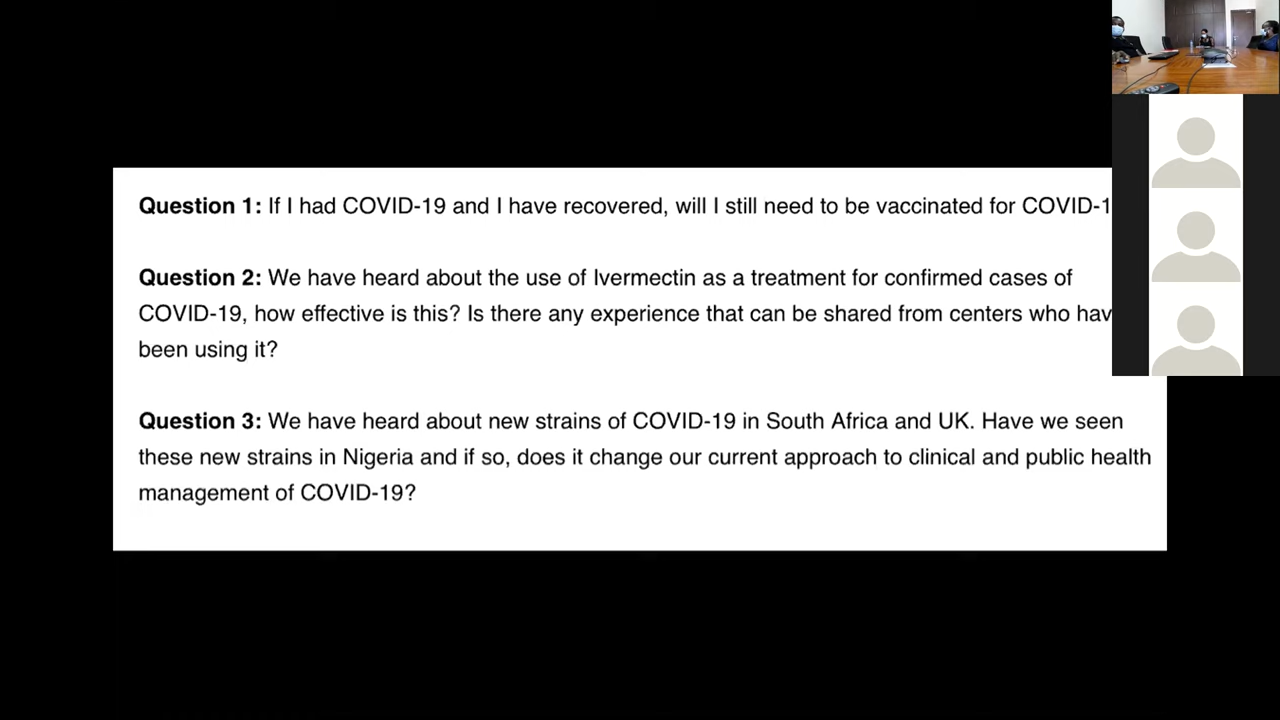 Question 1: If I had COVID-19 and I have recovered, will I still need to be vaccinated for COVID-1
Question 2: We have heard about the use of Ivermectin as a treatment for confirmed cases of
COVID-19, how effective is this? Is there any experience that can be shared from centers who hav
been using it?
Question 3: We have heard about new strains of COVID-19 in South Africa and UK. Have we seen
these new strains in Nigeria and if so, does it change our current approach to clinical and public health
management of COVID-19?